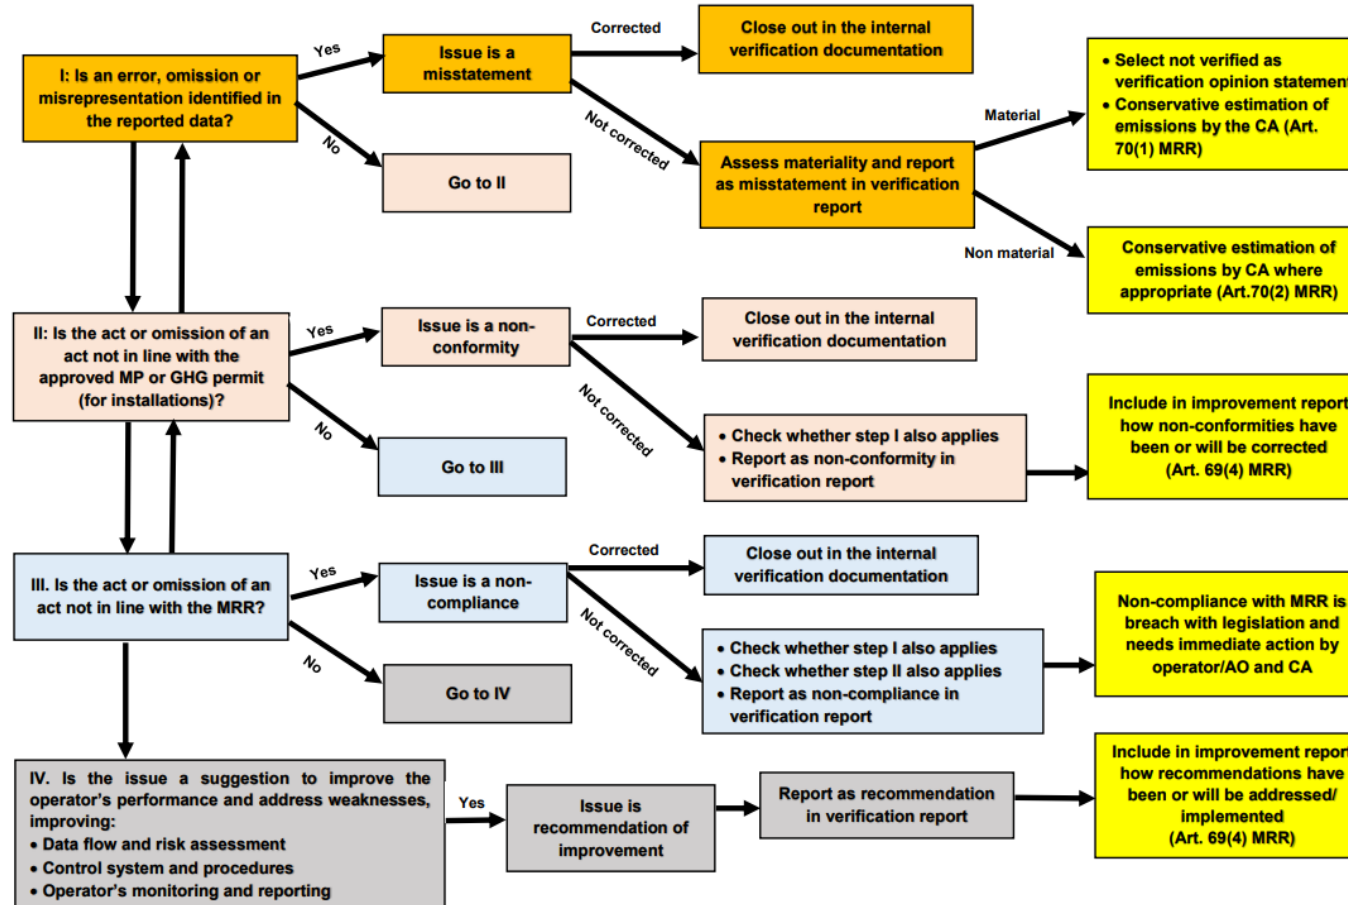 I: Is an error, omission or
misrepresentation identified in
the reported data?
Yes
Issue is a
misstatement
Corrected
Close out in the internal
verification documentation
No
Go to II
Not corrected
Assess materiality and report
as misstatement in verification
report
Material
• Select not verified as
verification opinion statement
• Conservative estimation of
emissions by the CA (Art.
70(1) MRR)
Non material
Conservative estimation of
emissions by CA where
appropriate (Art.70(2) MRR)
II: Is the act or omission of an
act not in line with the
approved MP or GHG permit
(for installations)?
Yes
Issue is a non-
conformity
Corrected
Close out in the internal
verification documentation
No
Go to III
Not corrected
• Check whether step I also applies
• Report as non-conformity in
verification report
Include in improvement report
how non-conformities have
been or will be corrected
(Art. 69(4) MRR)
III. Is the act or omission of an
act not in line with the MRR?
Yes
Issue is a non-
compliance
Corrected
Close out in the internal
verification documentation
No
Go to IV
Not corrected
• Check whether step I also applies
• Check whether step II also applies
• Report as non-compliance in
verification report
Non-compliance with MRR is
breach with legislation and
needs immediate action by
operator/AO and CA
IV. Is the issue a suggestion to improve the
operator's performance and address weaknesses,
improving:
• Data flow and risk assessment
• Control system and procedures
• Operator's monitoring and reporting
Yes
Issue is
recommendation of
improvement
Report as recommendation
in verification report
Include in improvement report
how recommendations have
been or will be addressed/
implemented
(Art. 69(4) MRR)